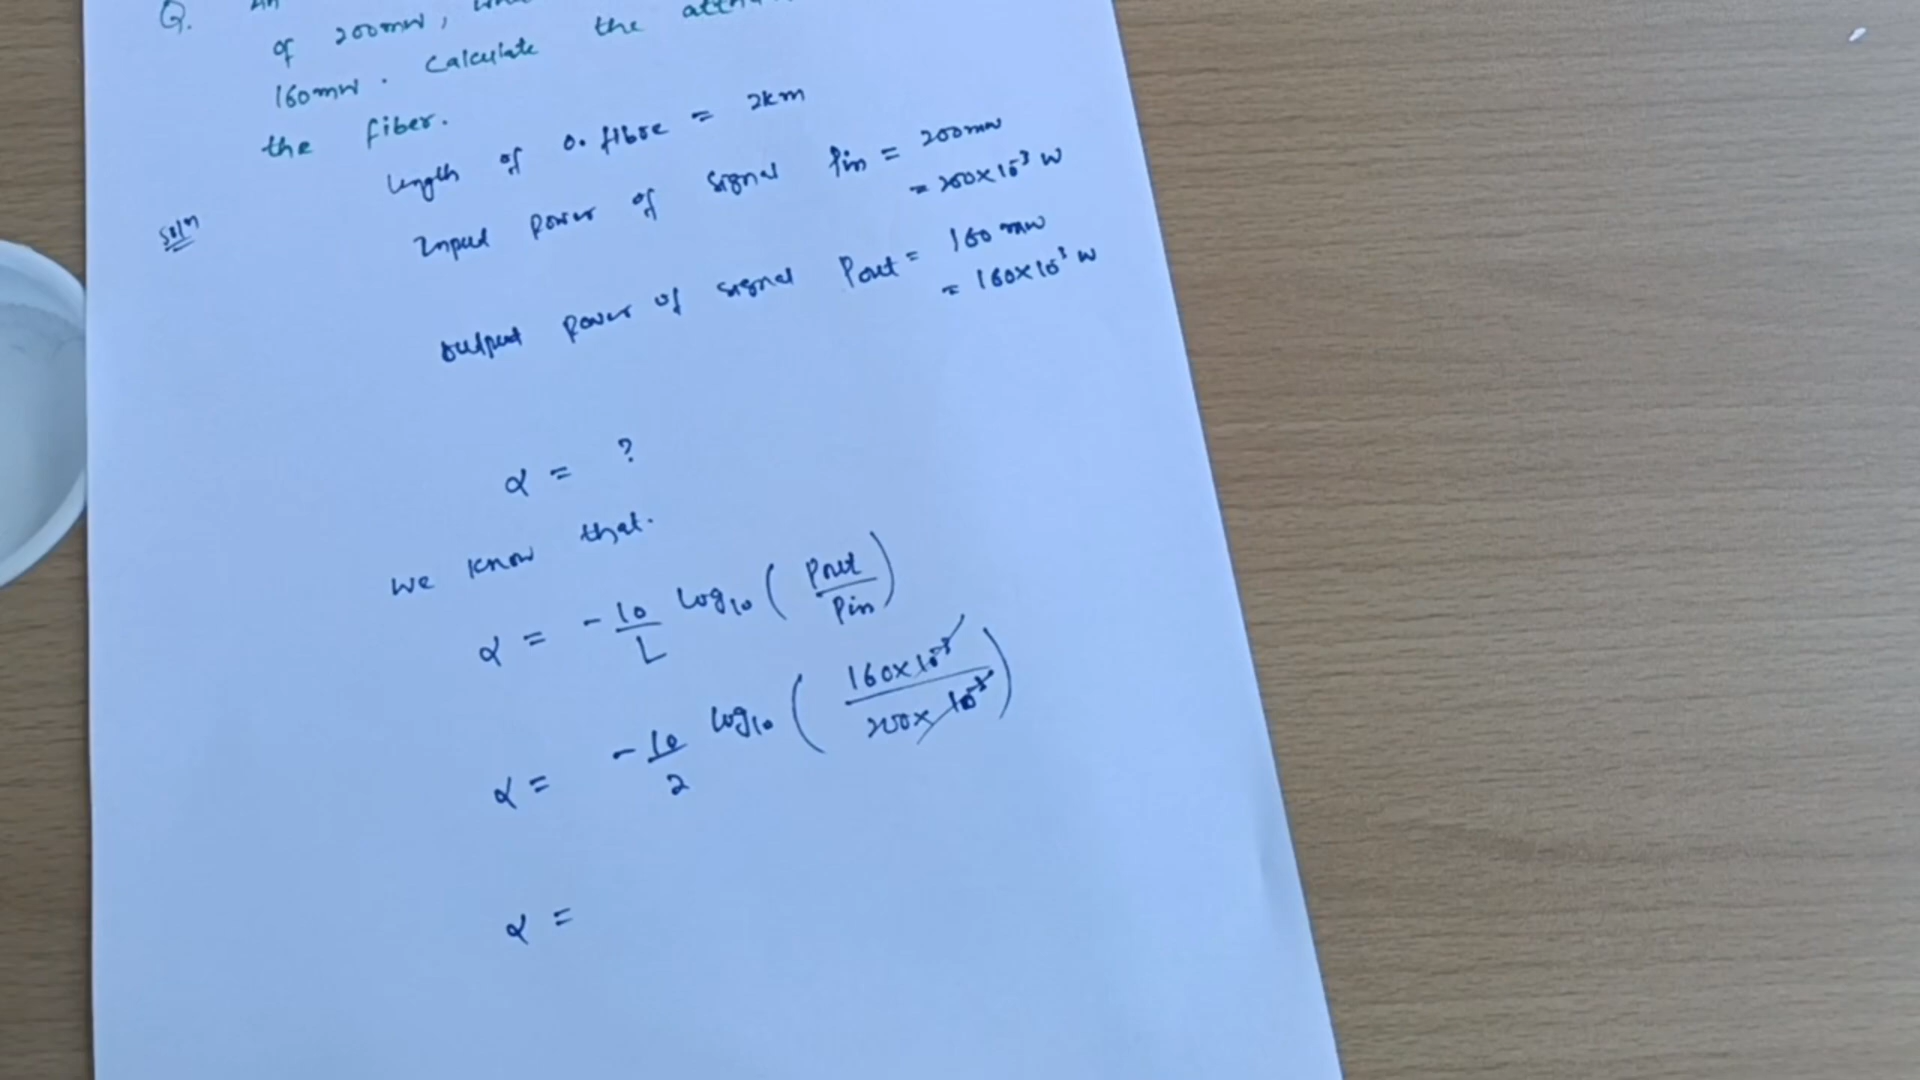 Q. An
of 200mw,
160mw. Calculate the
the fiber.
Soln
length of o. fibre = 2km
Input power of signal Pin = 200mw
= 200×10⁻³ w
output power of signal Pout = 160 mw
= 160×10⁻³ w
α = ?
We know that.
α = -10/L log₁₀ (Pout/Pin)
α = -10/2 log₁₀ (160×10⁻³/200×10⁻³)
α =